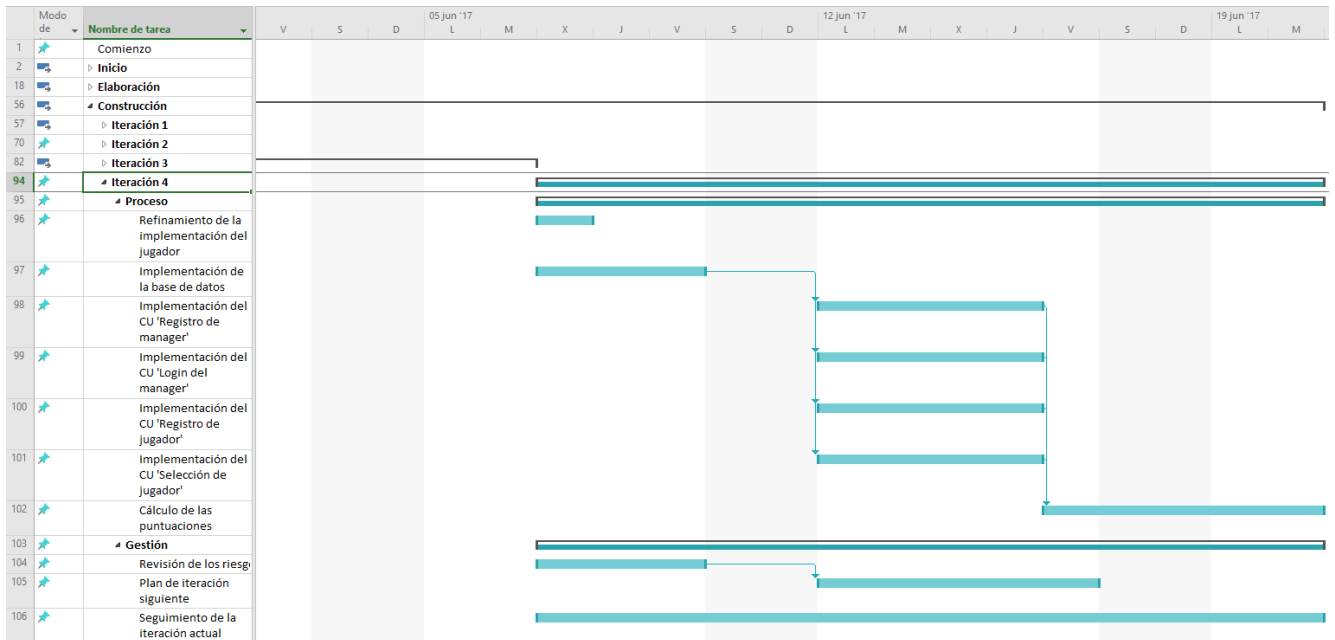 Modo de
Nombre de tarea
05 jun '17
12 jun '17
19 jun '17
V S D L M X J V S D L M X J V S D L M
1 Comienzo
2 Inicio
18 Elaboración
56 Construcción
57 Iteración 1
70 Iteración 2
82 Iteración 3
94 Iteración 4
95 Proceso
96 Refinamiento de la
implementación del
jugador
97 Implementación de
la base de datos
98 Implementación del
CU 'Registro de
manager'
99 Implementación del
CU 'Login del
manager'
100 Implementación del
CU 'Registro de
jugador'
101 Implementación del
CU 'Selección de
jugador'
102 Cálculo de las
puntuaciones
103 Gestión
104 Revisión de los riesg
105 Plan de iteración
siguiente
106 Seguimiento de la
iteración actual